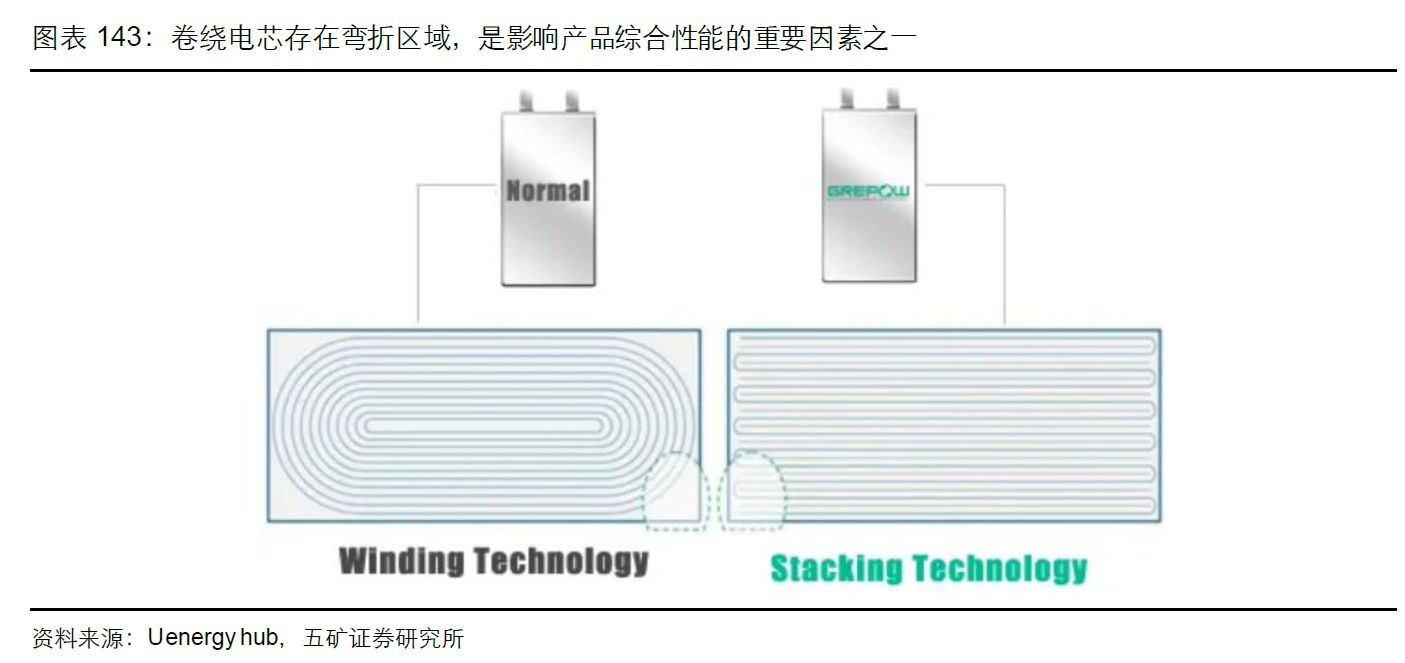 图表 143：卷绕电芯存在弯折区域，是影响产品综合性能的重要因素之一
Normal
GREPOW
Winding Technology
Stacking Technology
资料来源：Uenergy hub，五矿证券研究所